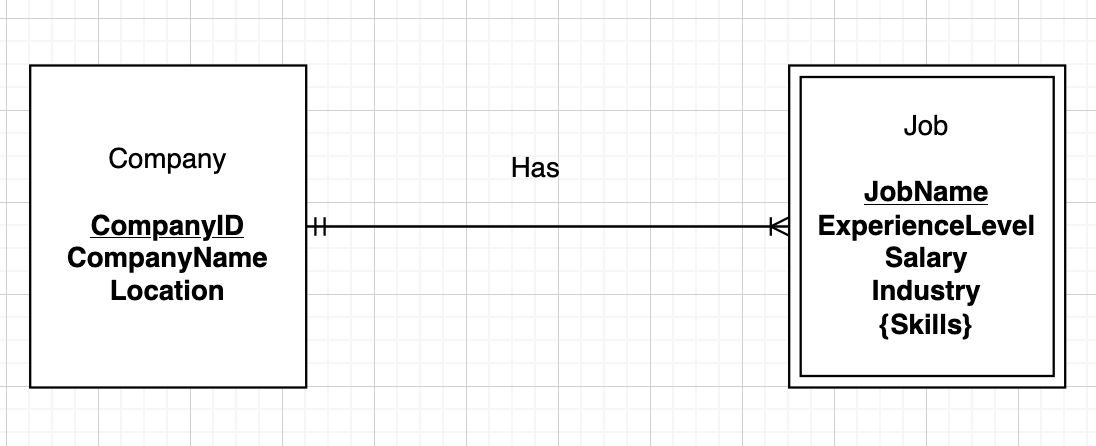 Company
CompanyID
CompanyName
Location
Has
Job
JobName
ExperienceLevel
Salary
Industry
{Skills}